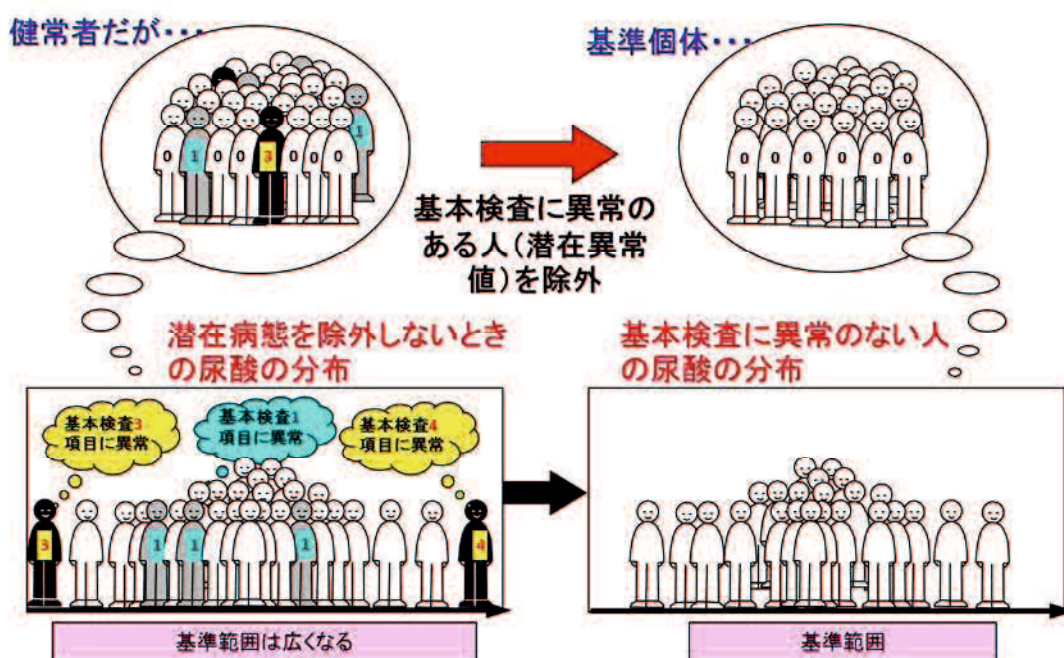 健常者だが・・・
基準個体・・・
0
1
0
0
3
0
0
0
1
0
0
0
0
0
0
基本検査に異常の
ある人(潜在異常
値)を除外
潜在病態を除外しないとき
の尿酸の分布
基本検査に異常のない人
の尿酸の分布
基本検査3
項目に異常
基本検査1
項目に異常
基本検査4
項目に異常
3
1
1
1
4
基準範囲は広くなる
基準範囲